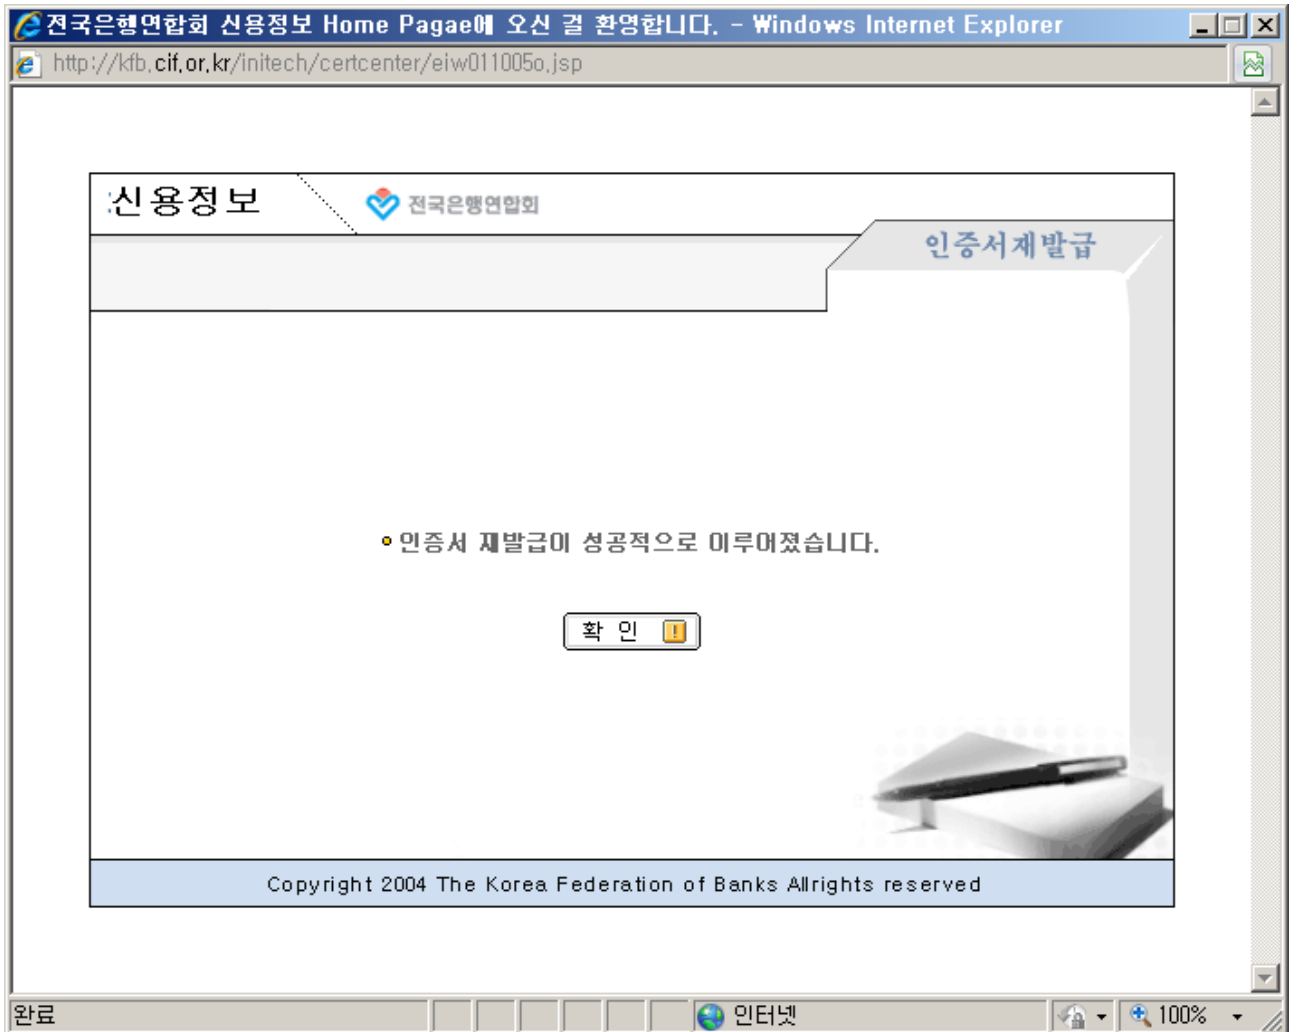 전국은행연합회 신용정보 Home Pagae에 오신 걸 환영합니다. - Windows Internet Explorer
http://kfb.cif.or.kr/initech/certcenter/eiw011005o.jsp
:신용정보
전국은행연합회
인증서재발급
인증서 재발급이 성공적으로 이루어졌습니다.
확 인
Copyright 2004 The Korea Federation of Banks Allrights reserved
완료
인터넷
100%